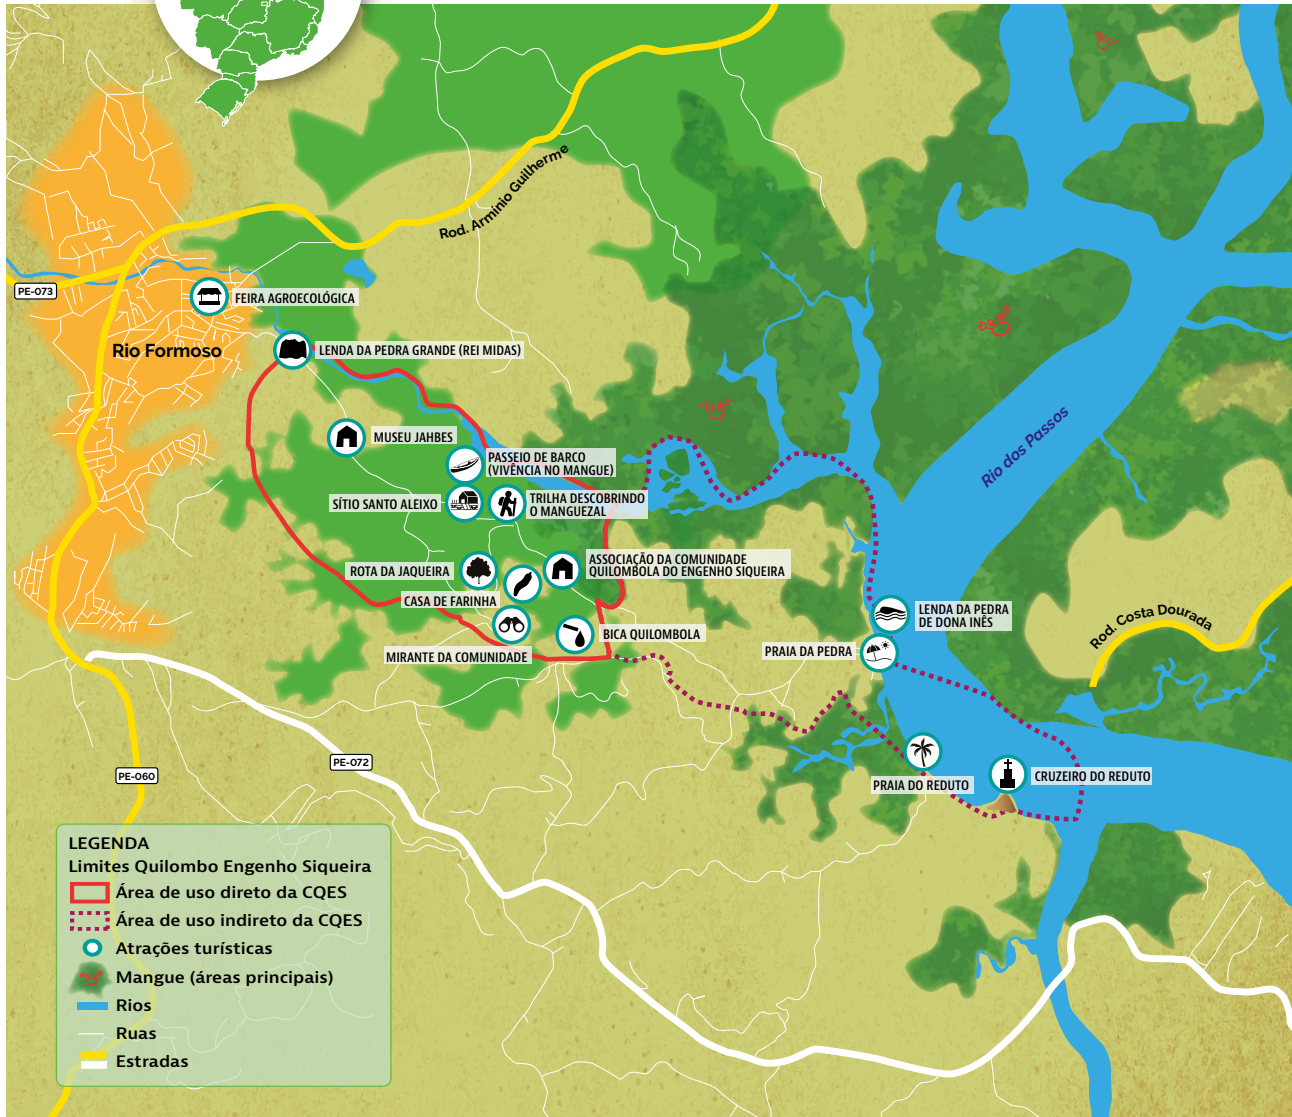 Rod. Arminio Guilherme
PE-073
FEIRA AGROECOLÓGICA
Rio Formoso
LENDA DA PEDRA GRANDE (REI MIDAS)
MUSEU JAHBES
PASSEIO DE BARCO
(VIVÊNCIA NO MANGUE)
SÍTIO SANTO ALEIXO
TRILHA DESCOBRINDO
O MANGUEZAL
Rio dos Passos
ROTA DA JAQUEIRA
ASSOCIAÇÃO DA COMUNIDADE
QUILOMBOLA DO ENGENHO SIQUEIRA
CASA DE FARINHA
LENDA DA PEDRA
DE DONA INÊS
Rod. Costa Dourada
BICA QUILOMBOLA
MIRANTE DA COMUNIDADE
PRAIA DA PEDRA
PE-072
PE-060
PRAIA DO REDUTO
CRUZEIRO DO REDUTO
LEGENDA
Limites Quilombo Engenho Siqueira
Área de uso direto da CQES
Área de uso indireto da CQES
Atrações turísticas
Mangue (áreas principais)
Rios
Ruas
Estradas